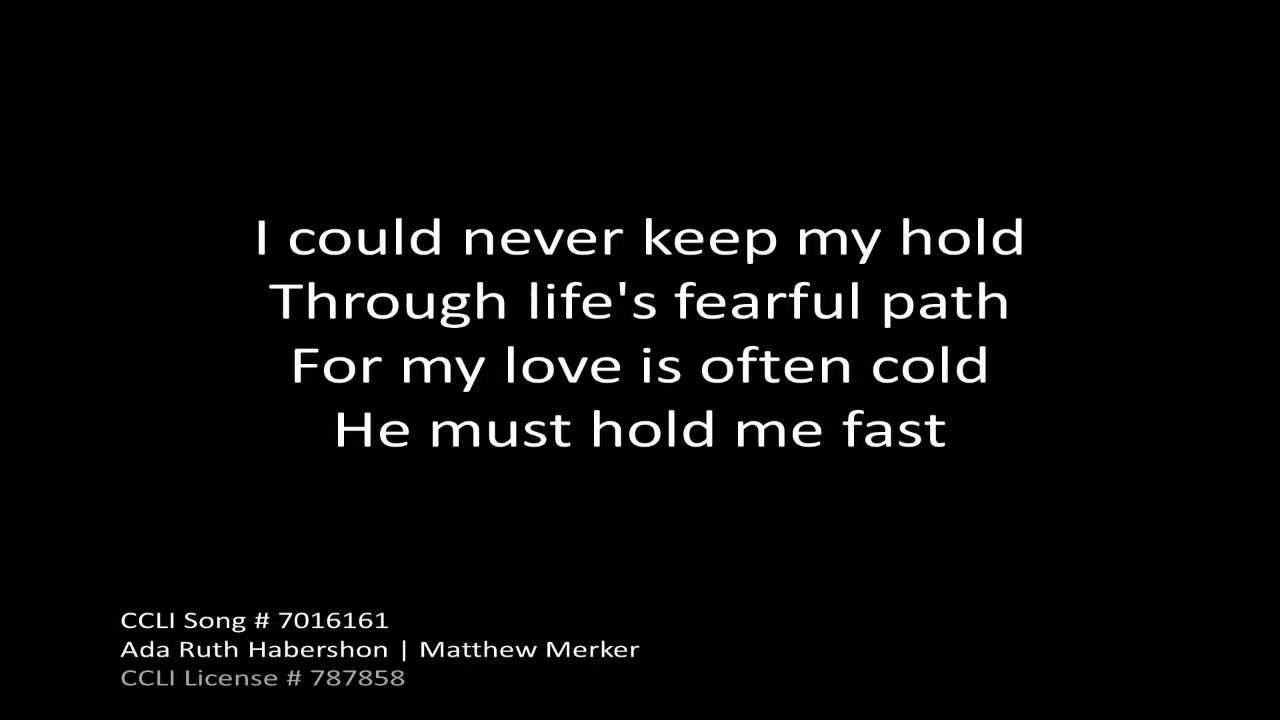 I could never keep my hold
Through life's fearful path
For my love is often cold
He must hold me fast
CCLI Song # 7016161
Ada Ruth Habershon | Matthew Merker
CCLI License # 787858